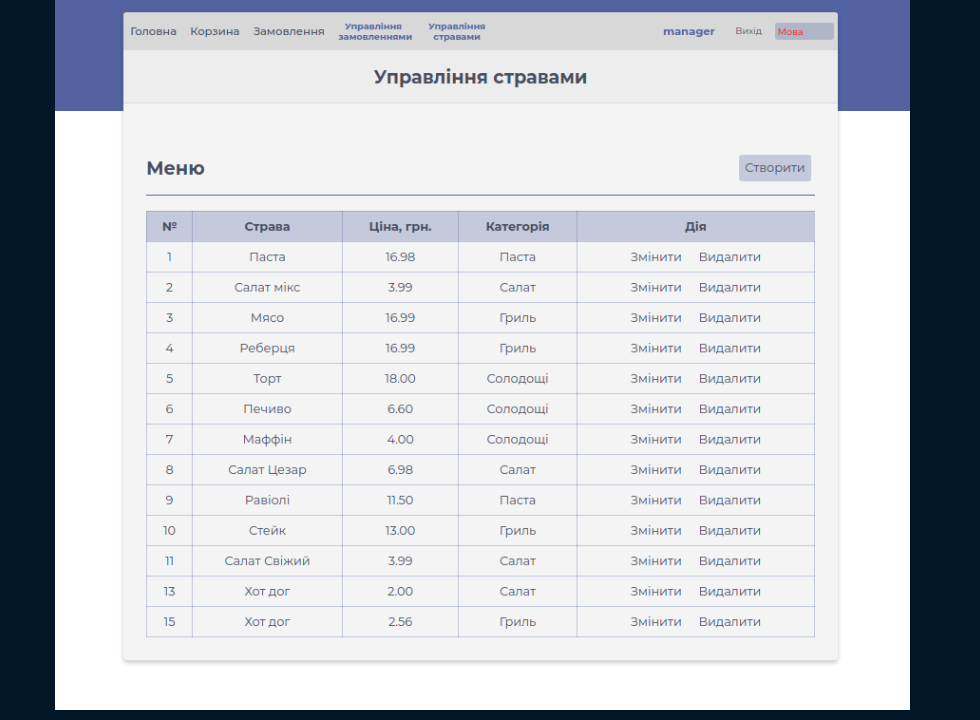 Головна Корзина Замовлення Управління замовленнями Управління стравами manager Вихід Мова
Управління стравами
Меню Створити
№ Страва Ціна, грн. Категорія Дія
1 Паста 16.98 Паста Змінити Видалити
2 Салат мікс 3.99 Салат Змінити Видалити
3 Мясо 16.99 Гриль Змінити Видалити
4 Реберця 16.99 Гриль Змінити Видалити
5 Торт 18.00 Солодощі Змінити Видалити
6 Печиво 6.60 Солодощі Змінити Видалити
7 Маффін 4.00 Солодощі Змінити Видалити
8 Салат Цезар 6.98 Салат Змінити Видалити
9 Равіолі 11.50 Паста Змінити Видалити
10 Стейк 13.00 Гриль Змінити Видалити
11 Салат Свіжий 3.99 Салат Змінити Видалити
13 Хот дог 2.00 Салат Змінити Видалити
15 Хот дог 2.56 Гриль Змінити Видалити